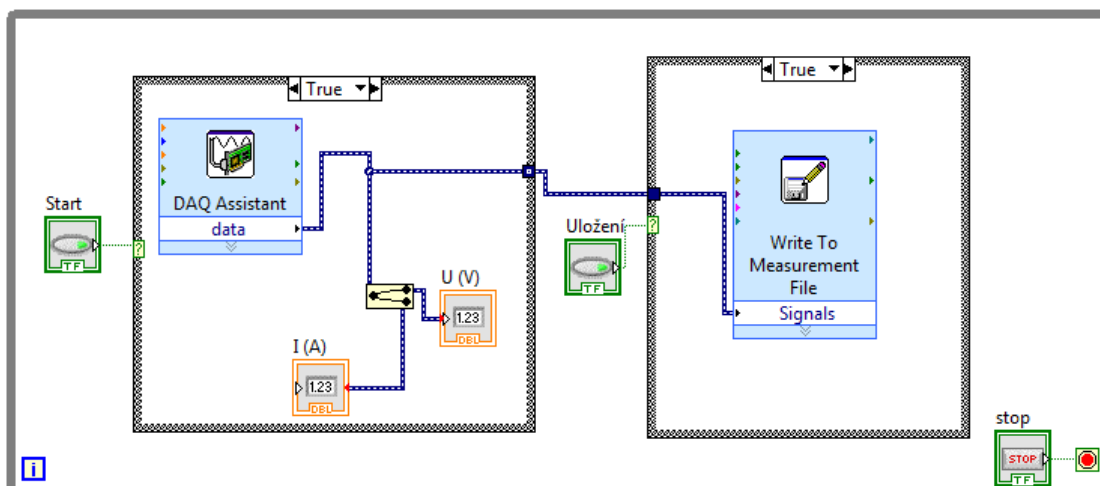 True
True
DAQ Assistant
data
Start
TF
?
U (V)
1.23
DBL
I (A)
1.23
DBL
Uložení
TF
?
Write To
Measurement
File
Signals
stop
STOP
TF
i